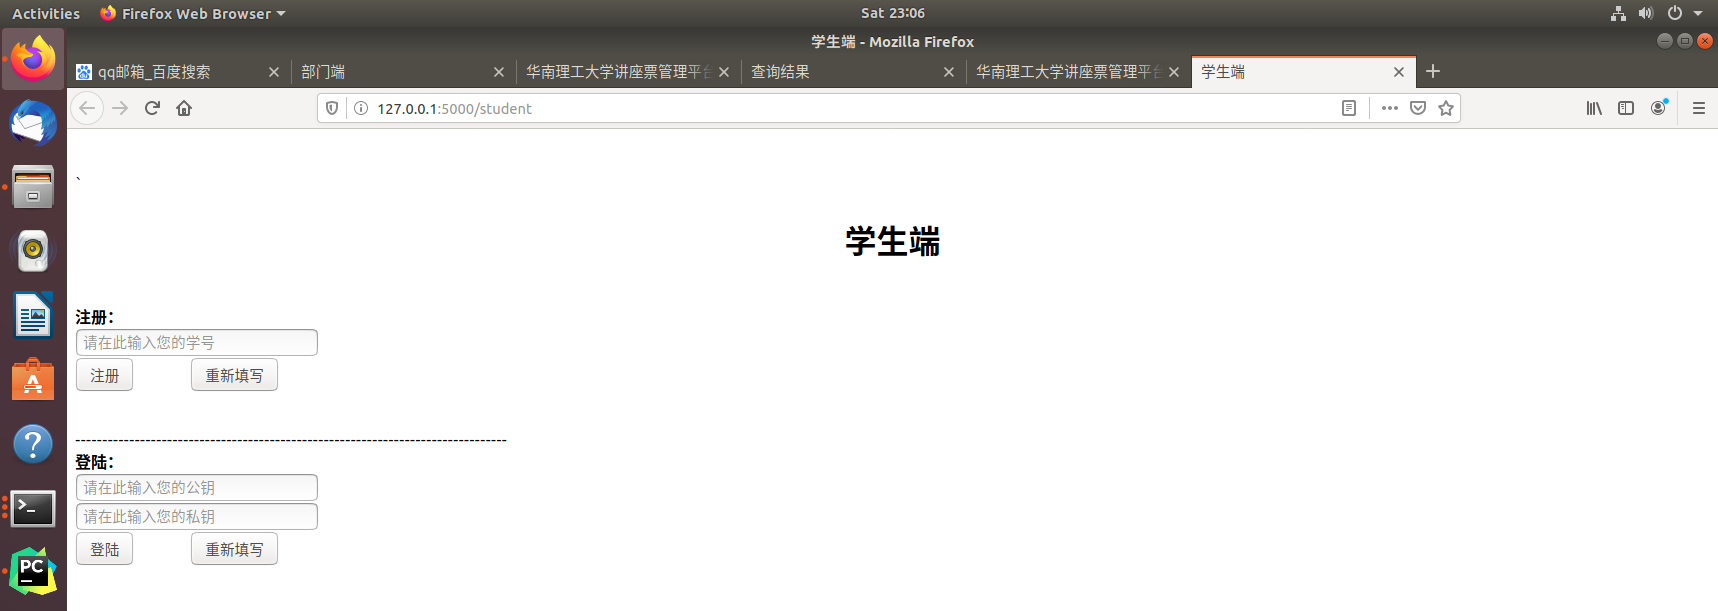 Activities Firefox Web Browser Sat 23:06
学生端 - Mozilla Firefox
qq邮箱_百度搜索 部门端 华南理工大学讲座票管理平台 查询结果 华南理工大学讲座票管理平台 学生端
127.0.0.1:5000/student
`
学生端
注册：
请在此输入您的学号
注册 重新填写
--------------------------------------------------------------------------------
登陆：
请在此输入您的公钥
请在此输入您的私钥
登陆 重新填写
PC